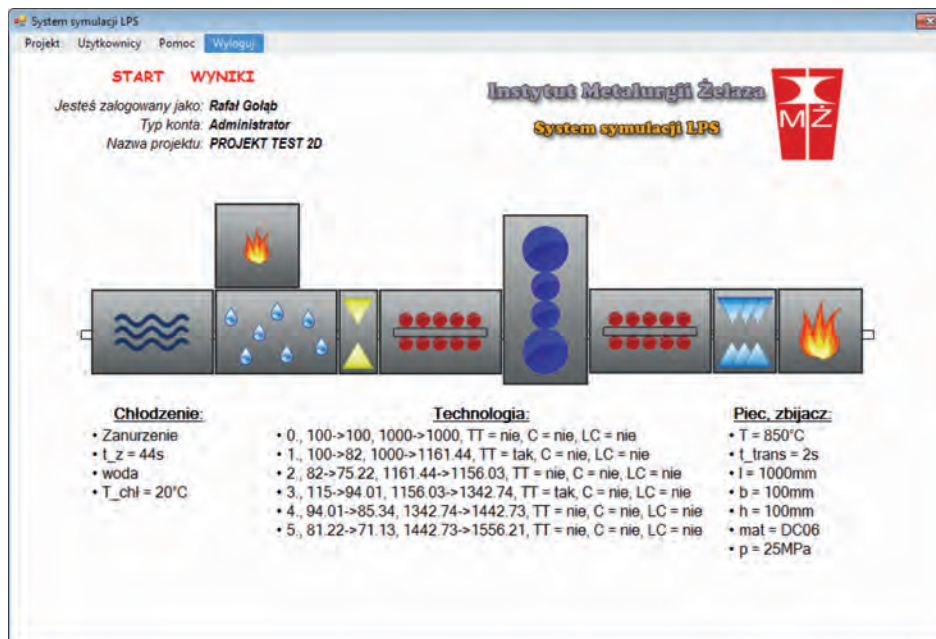 System symulacji LPS
Projekt Użytkownicy Pomoc Wyloguj
START WYNIKI
Jesteś zalogowany jako: Rafał Gołąb
Typ konta: Administrator
Nazwa projektu: PROJEKT TEST 2D
Instytut Metalurgii Żelaza
System symulacji LPS
M Ż
Chłodzenie:
• Zanurzenie
• t_z = 44s
• woda
• T_chł = 20°C
Technologia:
• 0., 100->100, 1000->1000, TT = nie, C = nie, LC = nie
• 1., 100->82, 1000->1161.44, TT = tak, C = nie, LC = nie
• 2., 82->75.22, 1161.44->1156.03, TT = nie, C = nie, LC = nie
• 3., 115->94.01, 1156.03->1342.74, TT = tak, C = nie, LC = nie
• 4., 94.01->85.34, 1342.74->1442.73, TT = nie, C = nie, LC = nie
• 5., 81.22->71.13, 1442.73->1556.21, TT = nie, C = nie, LC = nie
Piec, zbijacz:
• T = 850°C
• t_trans = 2s
• l = 1000mm
• b = 100mm
• h = 100mm
• mat = DC06
• p = 25MPa